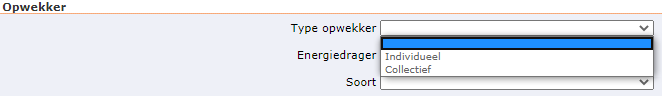 Opwekker
Type opwekker
Energiedrager
Individueel
Collectief
Soort